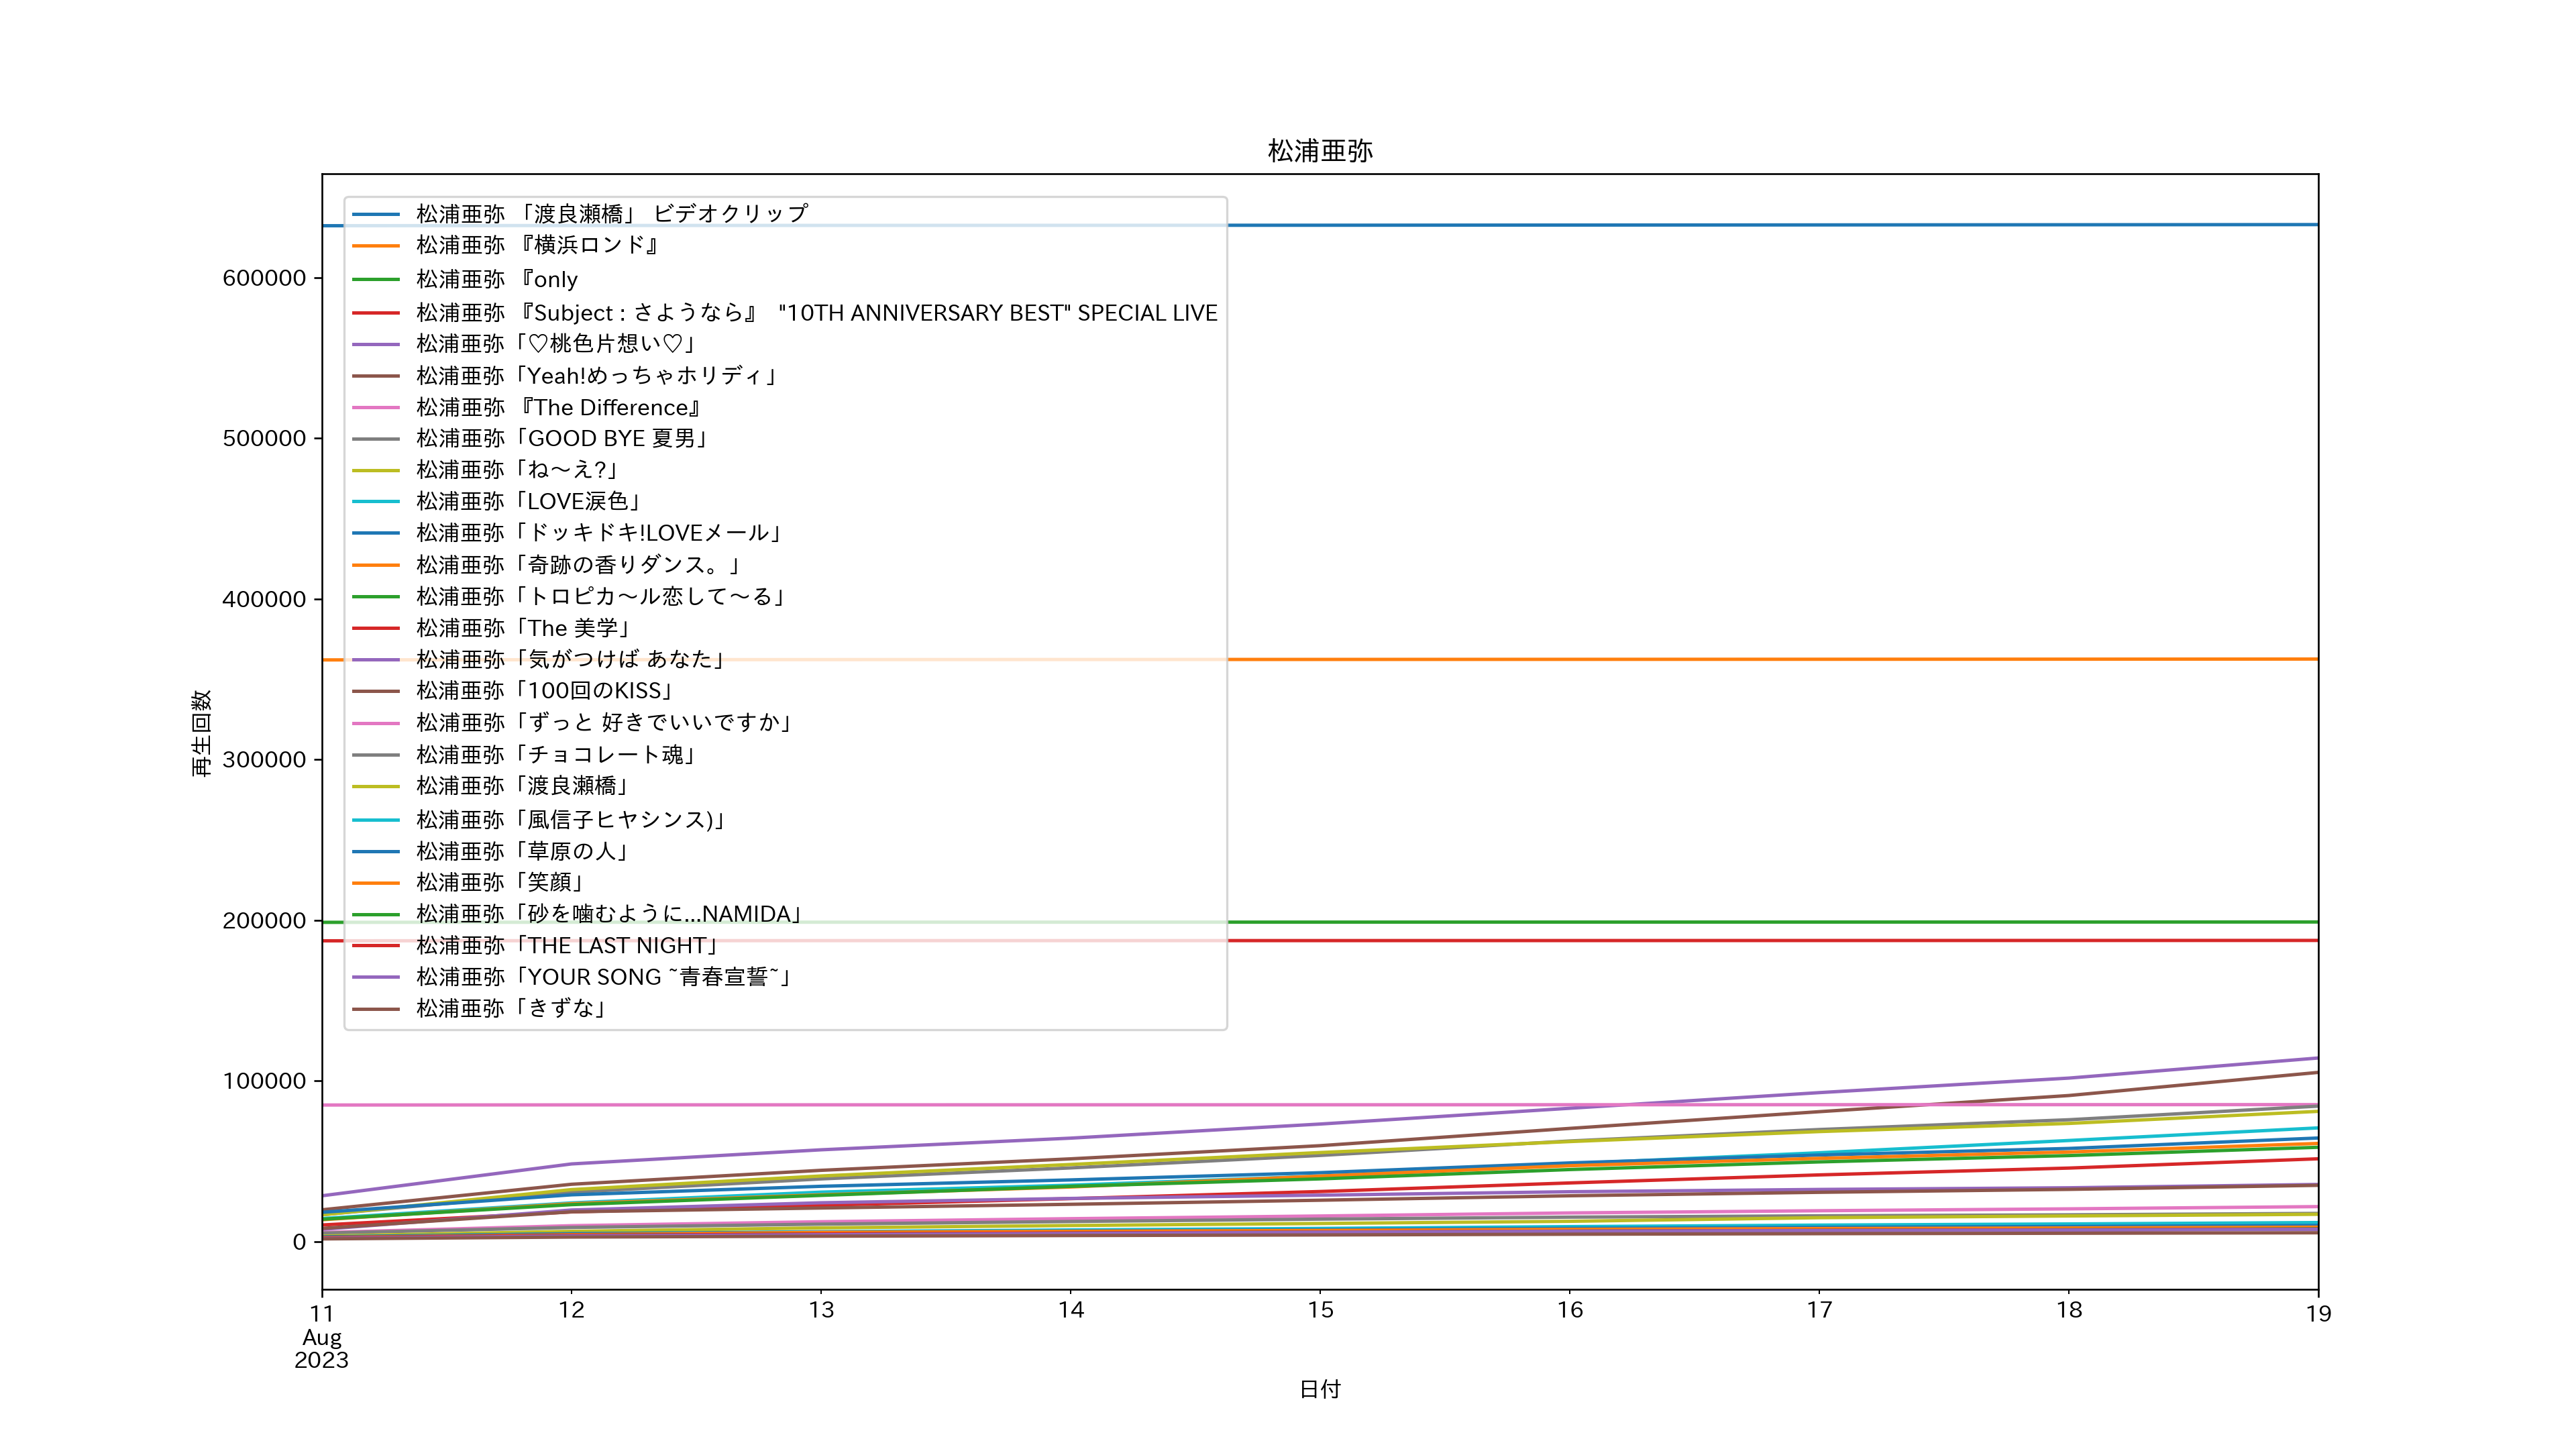 松浦亜弥
松浦亜弥 「渡良瀬橋」 ビデオクリップ
松浦亜弥 『横浜ロンド』
松浦亜弥 『only
松浦亜弥 『Subject : さようなら』 "10TH ANNIVERSARY BEST" SPECIAL LIVE
松浦亜弥「♡桃色片想い♡」
松浦亜弥「Yeah!めっちゃホリディ」
松浦亜弥 『The Difference』
松浦亜弥「GOOD BYE 夏男」
松浦亜弥「ね〜え?」
松浦亜弥「LOVE涙色」
松浦亜弥「ドッキドキ!LOVEメール」
松浦亜弥「奇跡の香りダンス。」
松浦亜弥「トロピカ〜ル恋して〜る」
松浦亜弥「The 美学」
松浦亜弥「気がつけば あなた」
松浦亜弥「100回のKISS」
松浦亜弥「ずっと 好きでいいですか」
松浦亜弥「チョコレート魂」
松浦亜弥「渡良瀬橋」
松浦亜弥「風信子ヒヤシンス)」
松浦亜弥「草原の人」
松浦亜弥「笑顔」
松浦亜弥「砂を噛むように...NAMIDA」
松浦亜弥「THE LAST NIGHT」
松浦亜弥「YOUR SONG ~青春宣誓~」
松浦亜弥「きずな」
再生回数
600000
500000
400000
300000
200000
100000
0
11 12 13 14 15 16 17 18 19
Aug
2023
日付